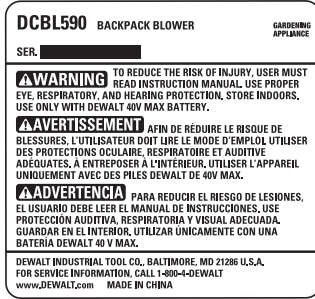 DCBL590 BACKPACK BLOWER GARDENING
APPLIANCE
SER.
WARNING TO REDUCE THE RISK OF INJURY, USER MUST
READ INSTRUCTION MANUAL. USE PROPER
EYE, RESPIRATORY, AND HEARING PROTECTION. STORE INDOORS.
USE ONLY WITH DEWALT 40V MAX BATTERY.
AVERTISSEMENT AFIN DE RÉDUIRE LE RISQUE DE
BLESSURES, L'UTILISATEUR DOIT LIRE LE MODE D'EMPLOI. UTILISER
DES PROTECTIONS OCULAIRE, RESPIRATOIRE ET AUDITIVE
ADÉQUATES. À ENTREPOSER À L'INTÉRIEUR. UTILISER L'APPAREIL
UNIQUEMENT AVEC DES PILES DEWALT DE 40V MAX.
ADVERTENCIA PARA REDUCIR EL RIESGO DE LESIONES,
EL USUARIO DEBE LEER EL MANUAL DE INSTRUCCIONES. USE
PROTECCIÓN AUDITIVA, RESPIRATORIA Y VISUAL ADECUADA.
GUARDAR EN EL INTERIOR. UTILIZAR ÚNICAMENTE CON UNA
BATERÍA DEWALT 40 V MAX.
DEWALT INDUSTRIAL TOOL CO., BALTIMORE, MD 21286 U.S.A.
FOR SERVICE INFORMATION, CALL 1-800-4-DEWALT
www.DEWALT.com MADE IN CHINA